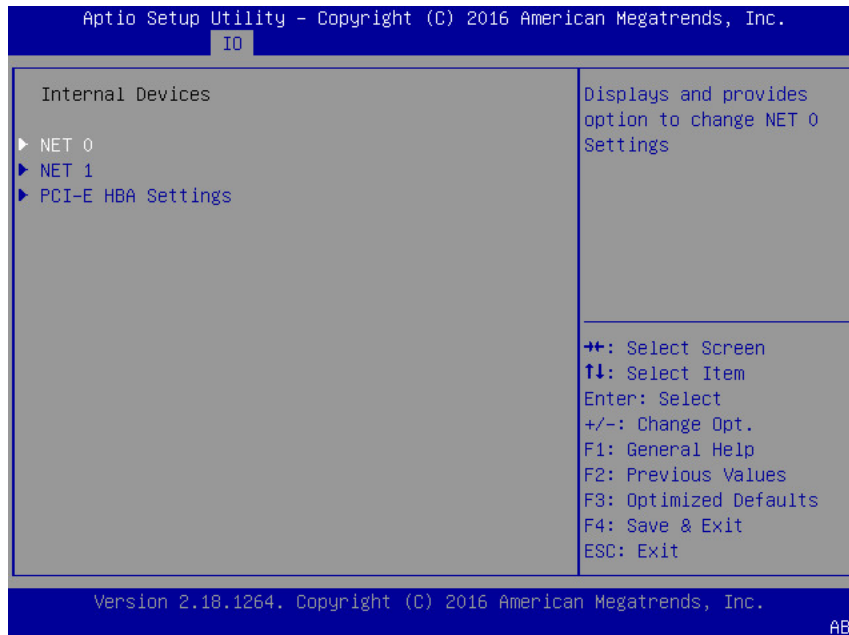 Aptio Setup Utility – Copyright (C) 2016 American Megatrends, Inc.
IO
Internal Devices
NET 0
NET 1
PCI-E HBA Settings
Displays and provides
option to change NET 0
Settings
→←: Select Screen
↑↓: Select Item
Enter: Select
+/-: Change Opt.
F1: General Help
F2: Previous Values
F3: Optimized Defaults
F4: Save & Exit
ESC: Exit
Version 2.18.1264. Copyright (C) 2016 American Megatrends, Inc.
AB